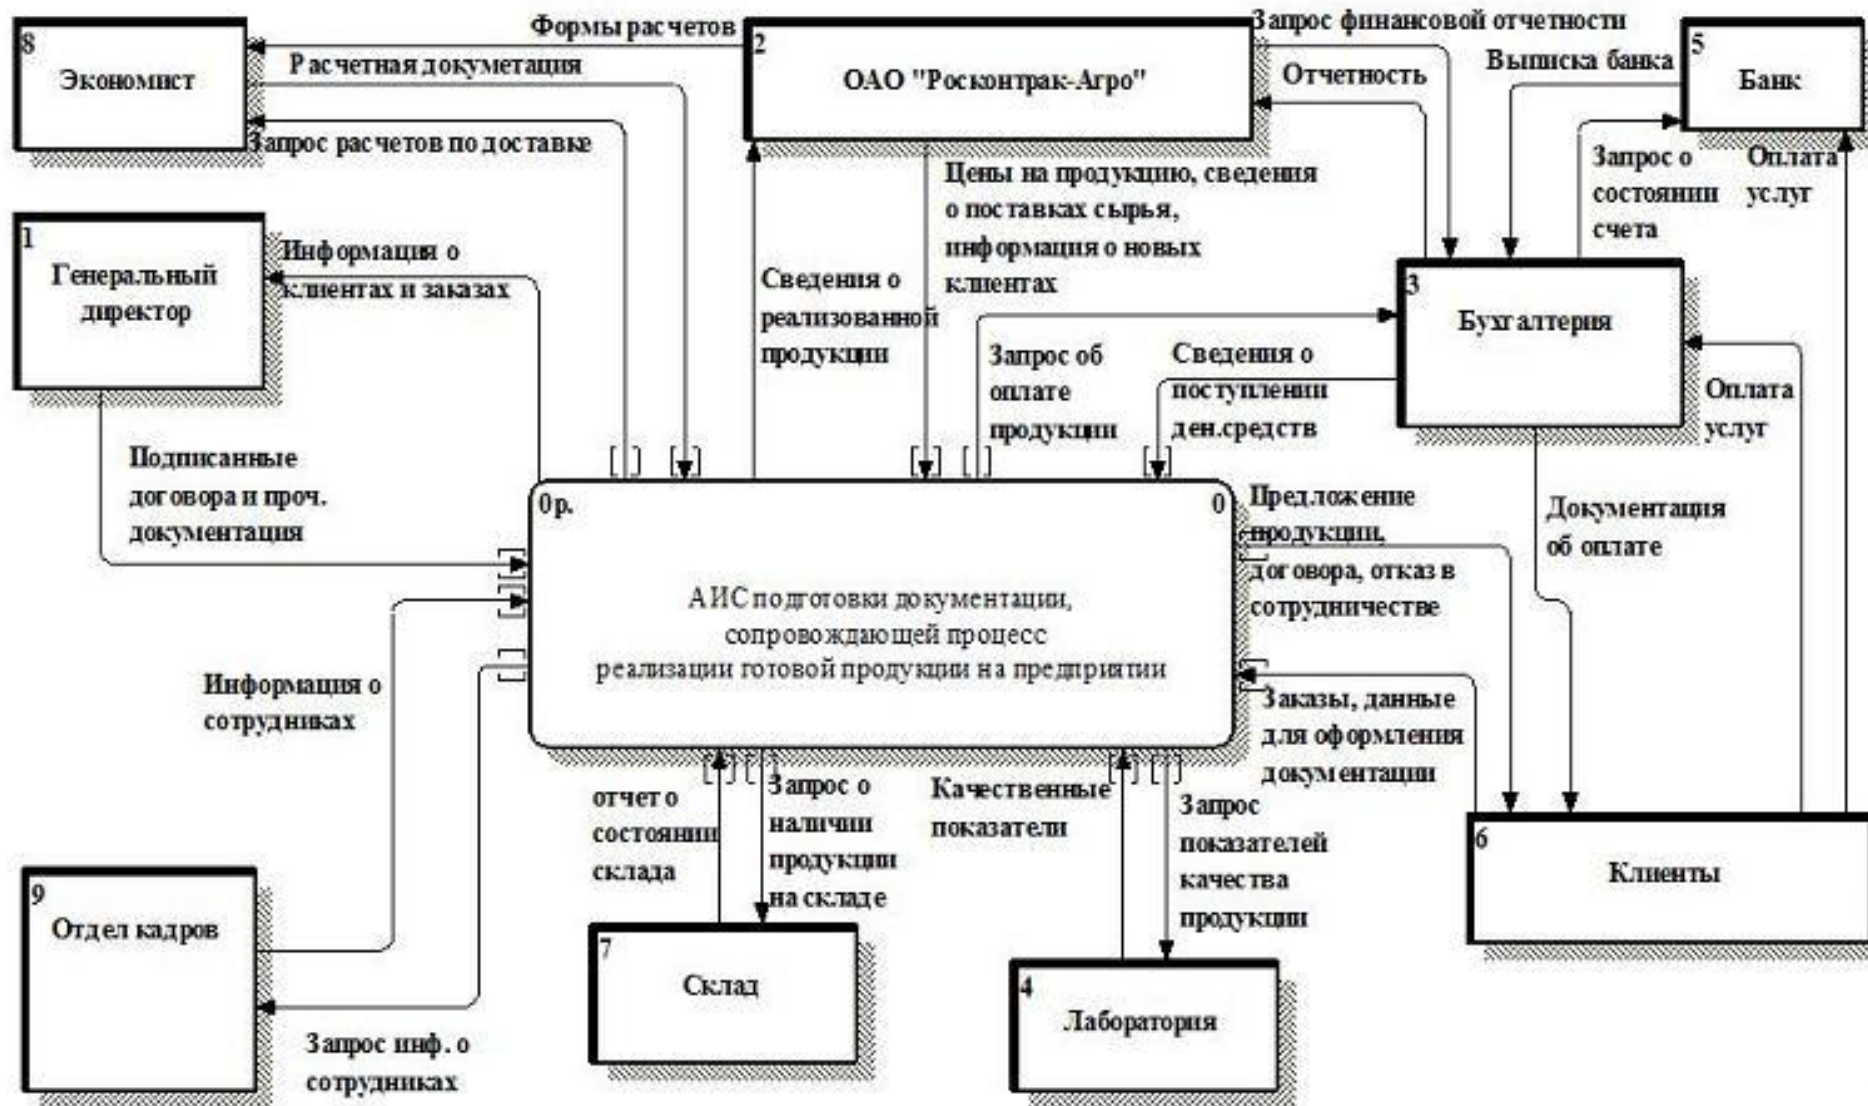 8
Экономист
Формы расчетов
Расчетная докуметация
Запрос расчетов по доставке
2
ОАО "Росконтрак-Агро"
Запрос финансовой отчетности
Отчетность
Выписка банка
5
Банк
Запрос о
состоянии
счета
Оплата
услуг
1
Генеральный
директор
Информация о
клиентах и заказах
Сведения о
реализованной
продукции
Цены на продукцию, сведения
о поставках сырья,
информация о новых
клиентах
3
Бухгалтерия
Запрос об
оплате
продукции
Сведения о
поступлении
ден.средств
Оплата
услуг
Подписанные
договора и проч.
документация
0р.
0
АИС подготовки документации,
сопровождающей процесс
реализации готовой продукции на предприятии
Предложение
продукции,
договора, отказ в
сотрудничестве
Документация
об оплате
Информация о
сотрудниках
Заказы, данные
для оформления
документации
отчет о
состоянии
склада
Запрос о
наличии
продукции
на складе
Качественные
показатели
Запрос
показателей
качества
продукции
6
Клиенты
9
Отдел кадров
7
Склад
4
Лаборатория
Запрос инф. о
сотрудниках